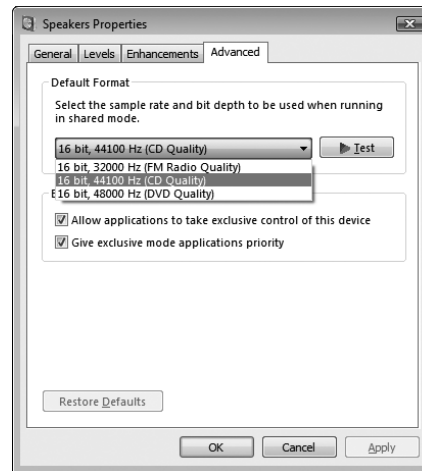 Speakers Properties
General Levels Enhancements Advanced
Default Format
Select the sample rate and bit depth to be used when running
in shared mode.
16 bit, 44100 Hz (CD Quality) Test
16 bit, 32000 Hz (FM Radio Quality)
16 bit, 44100 Hz (CD Quality)
16 bit, 48000 Hz (DVD Quality)
Allow applications to take exclusive control of this device
Give exclusive mode applications priority
Restore Defaults
OK Cancel Apply